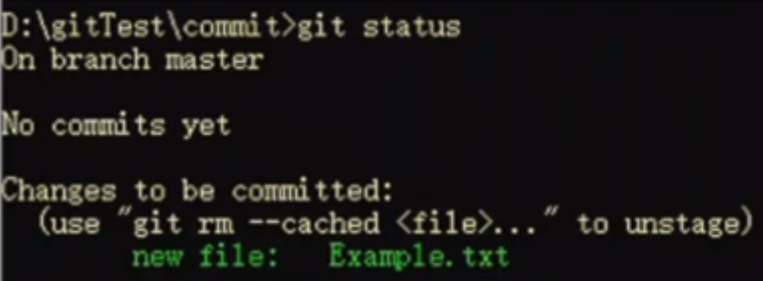 D:\gitTest\commit>git status
On branch master
No commits yet
Changes to be committed:
(use "git rm --cached <file>..." to unstage)
new file: Example.txt